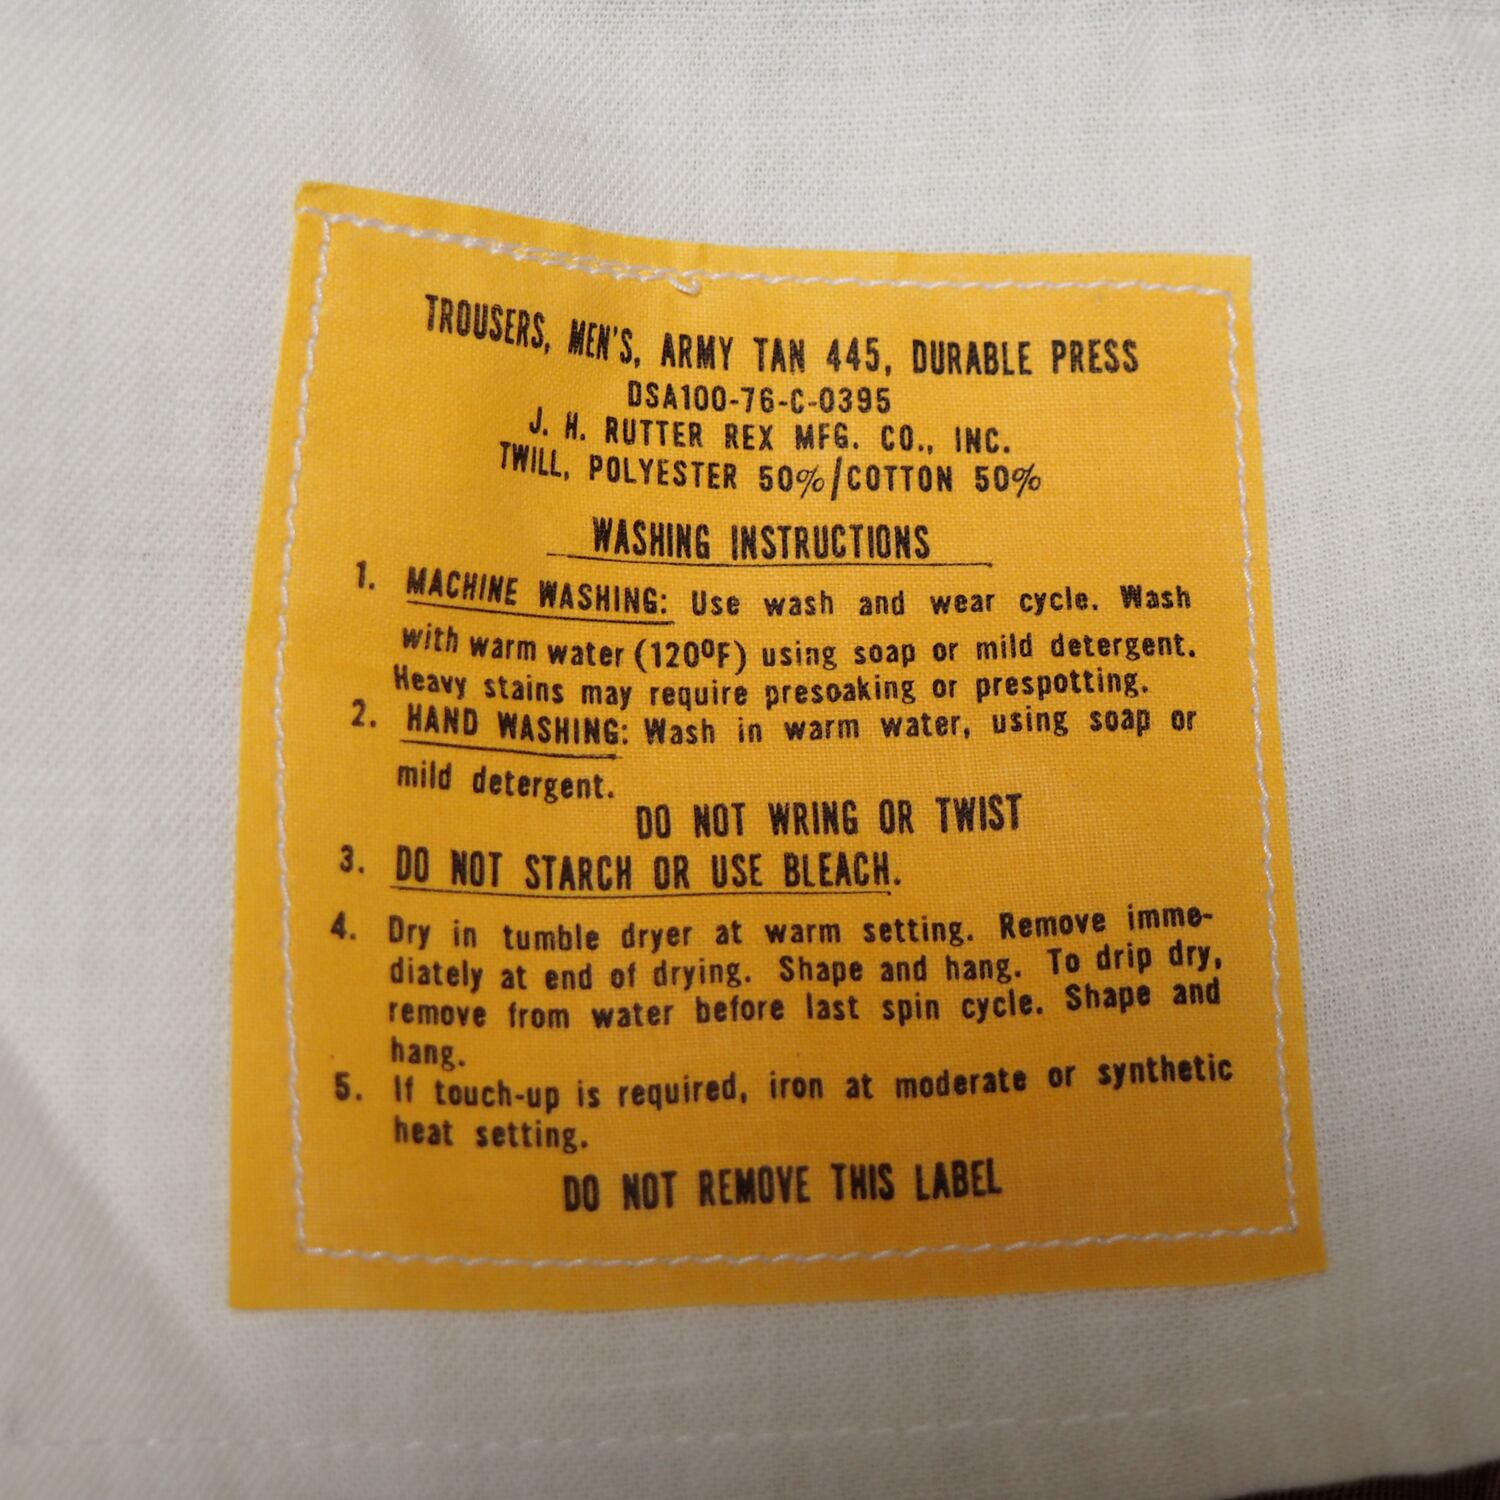 TROUSERS, MEN'S, ARMY TAN 445, DURABLE PRESS
DSA100-76-C-0395
J. H. RUTTER REX MFG. CO., INC.
TWILL, POLYESTER 50%/COTTON 50%
WASHING INSTRUCTIONS
1. MACHINE WASHING: Use wash and wear cycle. Wash
with warm water (120ºF) using soap or mild detergent.
Heavy stains may require presoaking or prespotting.
2. HAND WASHING: Wash in warm water, using soap or
mild detergent.
DO NOT WRING OR TWIST
3. DO NOT STARCH OR USE BLEACH.
4. Dry in tumble dryer at warm setting. Remove imme-
diately at end of drying. Shape and hang. To drip dry,
remove from water before last spin cycle. Shape and
hang.
5. If touch-up is required, iron at moderate or synthetic
heat setting.
DO NOT REMOVE THIS LABEL